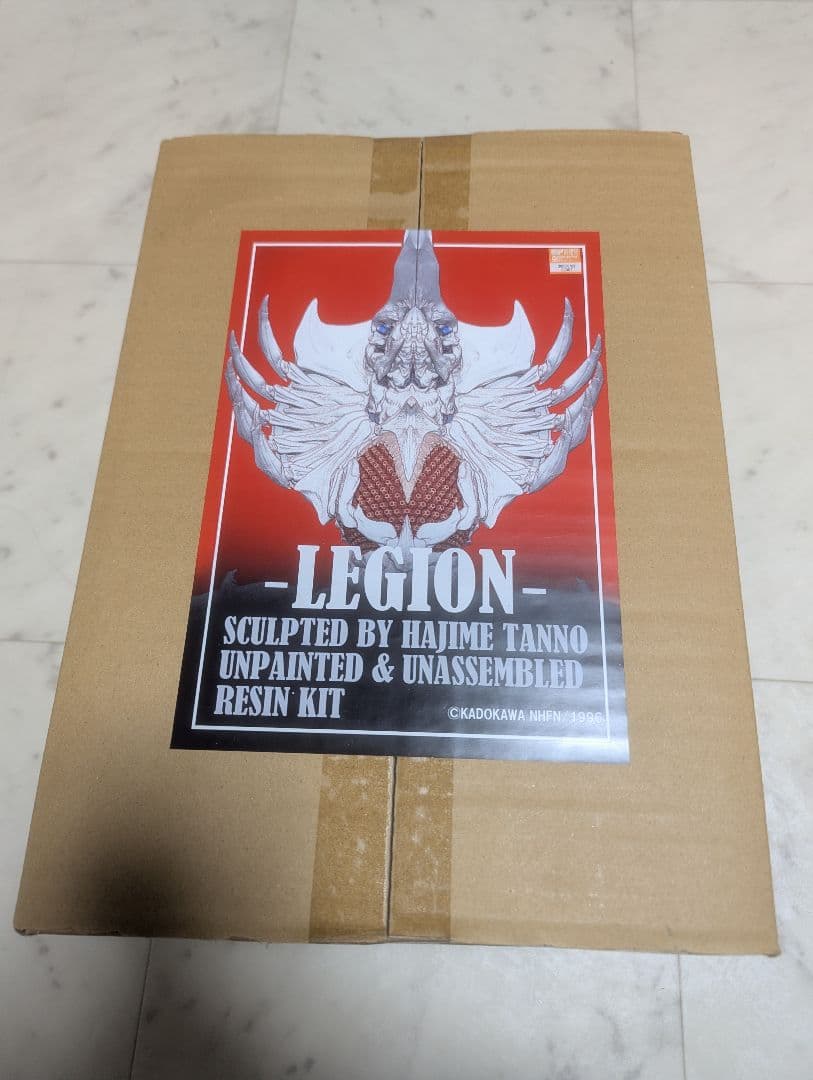 -LEGION-
SCULPTED BY HAJIME TANNO
UNPAINTED & UNASSEMBLED
RESIN KIT
©KADOKAWA NHFN/1996